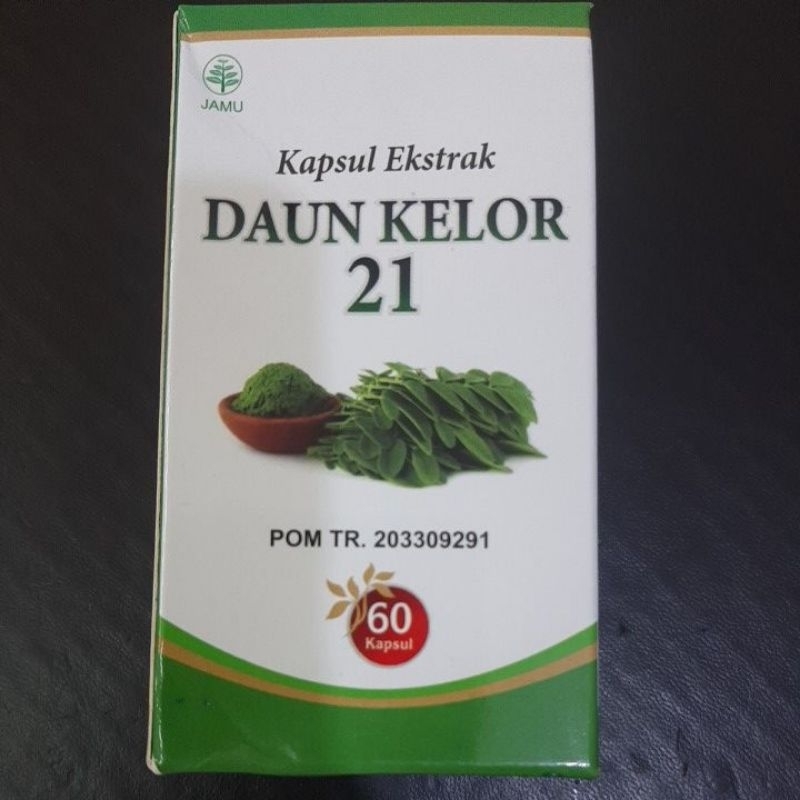 JAMU
Kapsul Ekstrak
DAUN KELOR
21
POM TR. 203309291
60
Kapsul